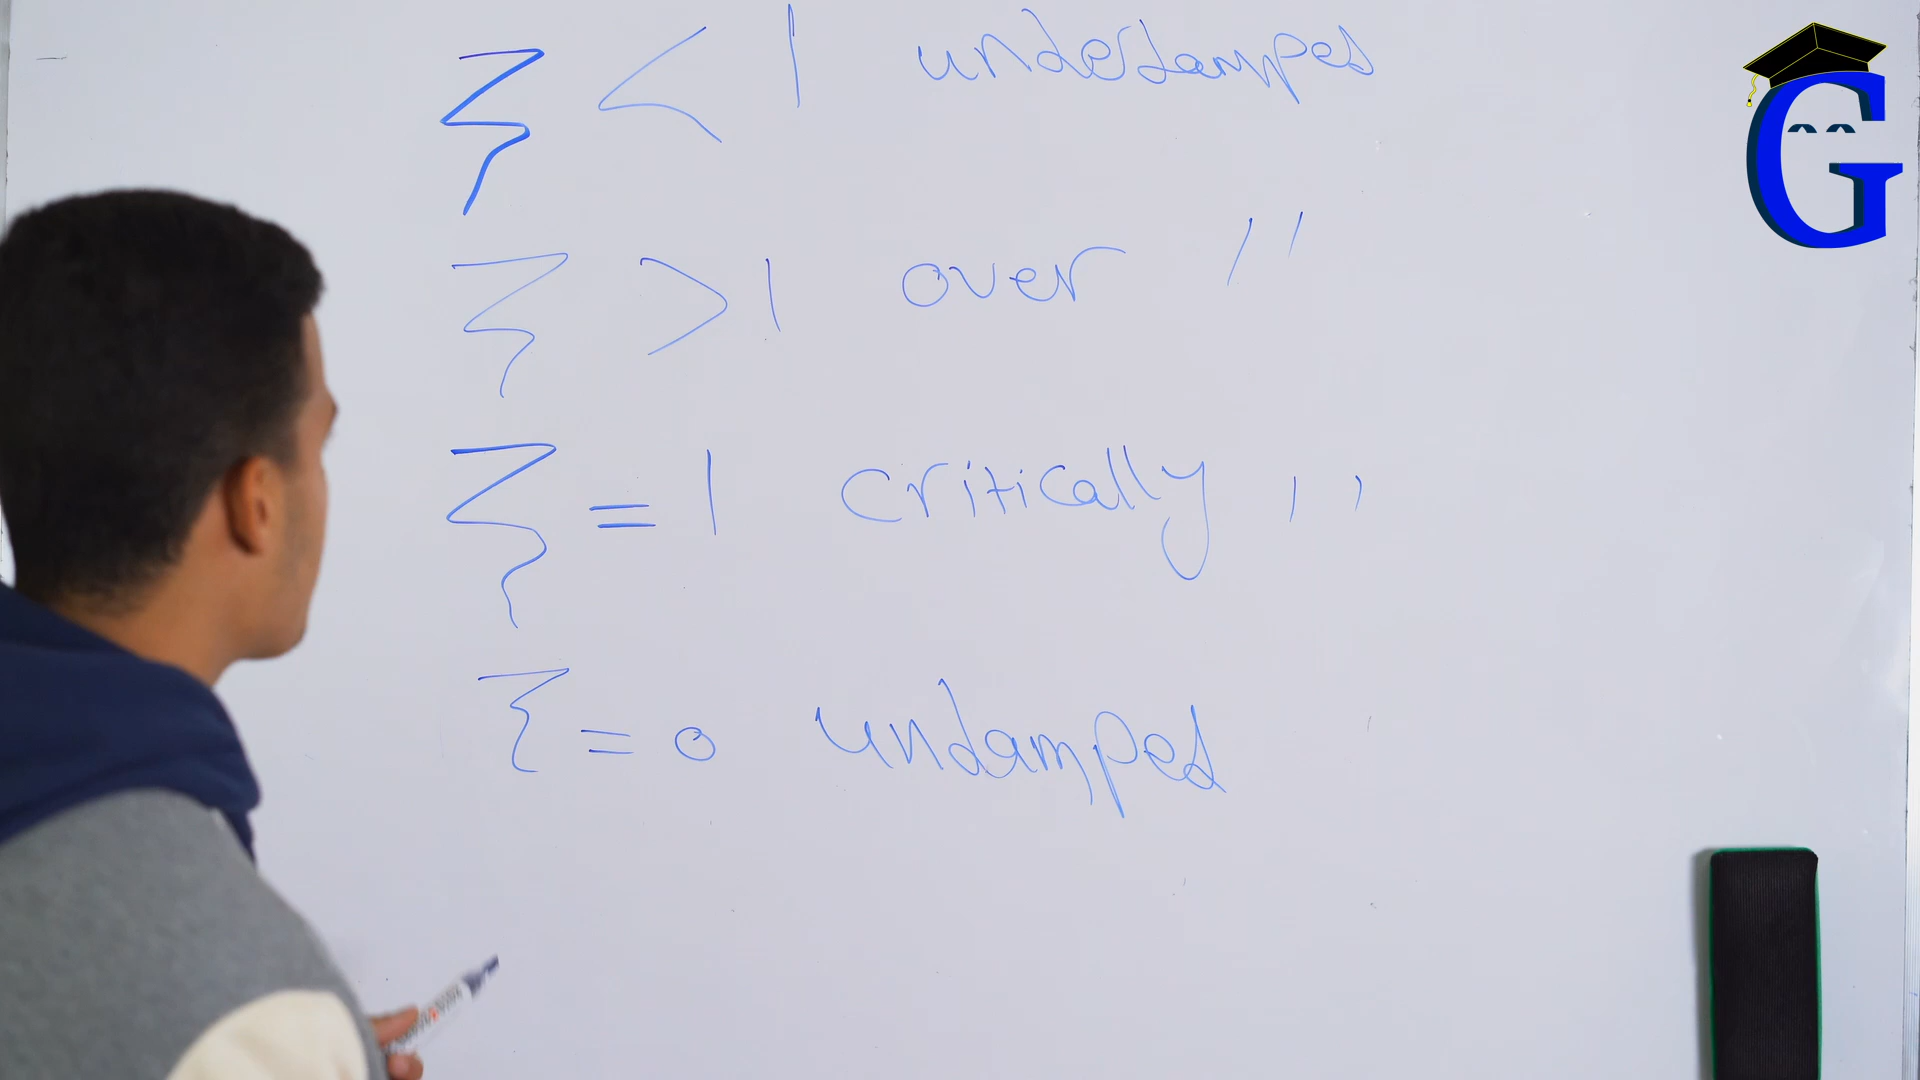 ξ < 1 underdamped
ξ > 1 over //
ξ = 1 critically ,,
ξ = 0 undamped
G